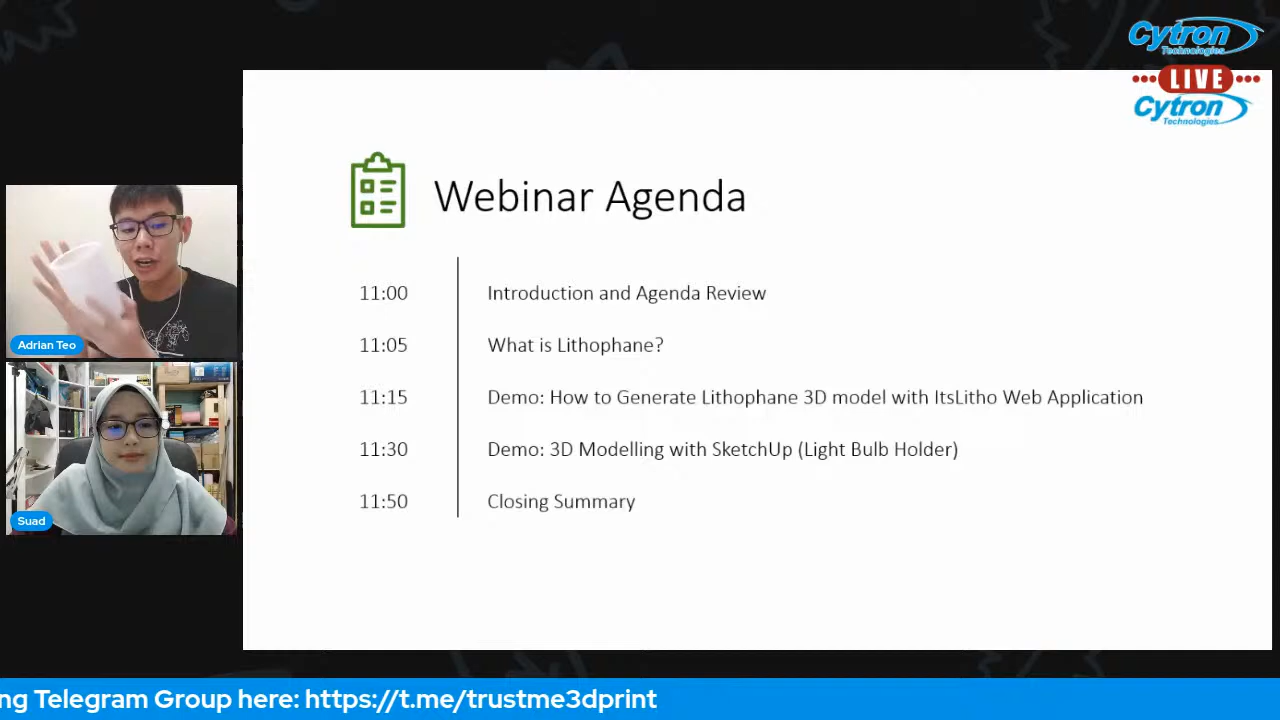 Cytron
Technologies
LIVE
Cytron
Technologies
Webinar Agenda
11:00 Introduction and Agenda Review
11:05 What is Lithophane?
11:15 Demo: How to Generate Lithophane 3D model with ItsLitho Web Application
11:30 Demo: 3D Modelling with SketchUp (Light Bulb Holder)
11:50 Closing Summary
Adrian Teo
Suad
ng Telegram Group here: https://t.me/trustme3dprint